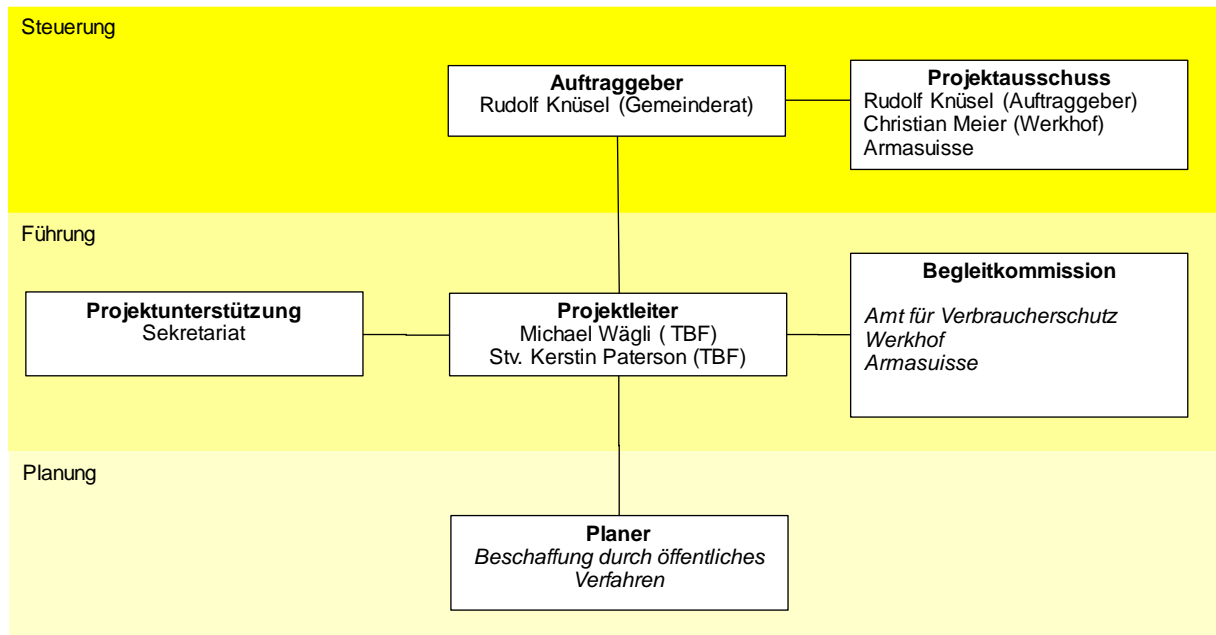 Steuerung
Auftraggeber
Rudolf Knüsel (Gemeinderat)
Projektausschuss
Rudolf Knüsel (Auftraggeber)
Christian Meier (Werkhof)
Armasuisse
Führung
Projektunterstützung
Sekretariat
Projektleiter
Michael Wägli ( TBF)
Stv. Kerstin Paterson (TBF)
Begleitkommission
Amt für Verbraucherschutz
Werkhof
Armasuisse
Planung
Planer
Beschaffung durch öffentliches
Verfahren